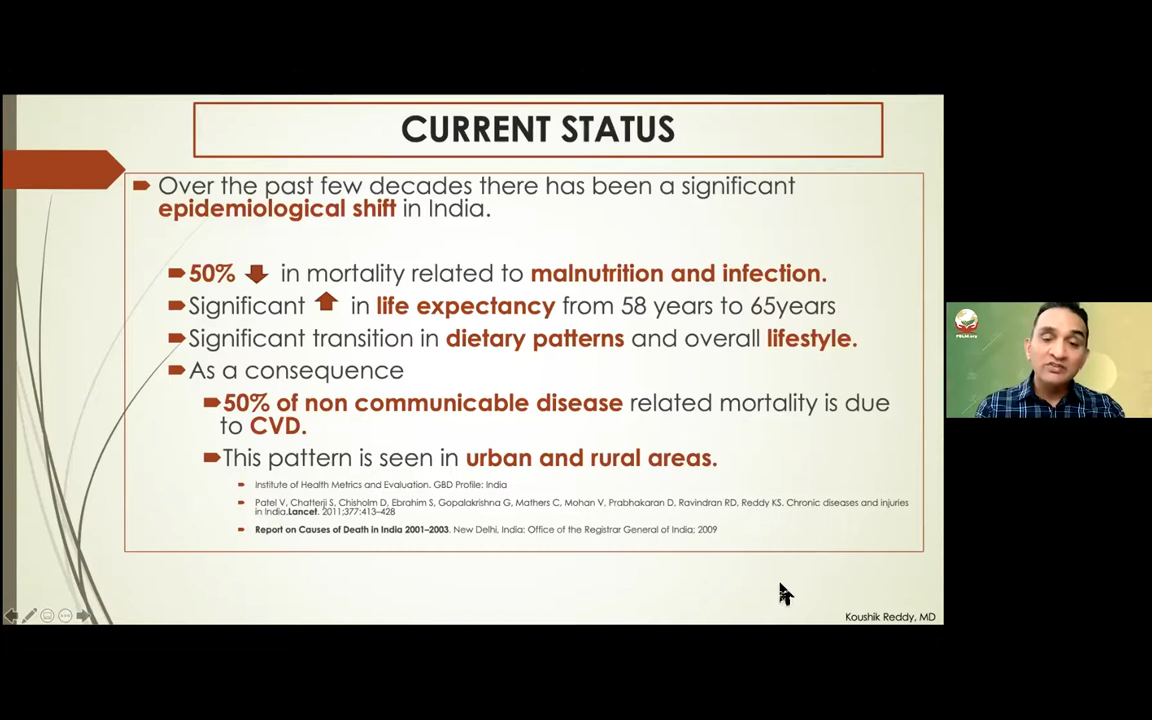 CURRENT STATUS
Over the past few decades there has been a significant
epidemiological shift in India.
50% in mortality related to malnutrition and infection.
Significant in life expectancy from 58 years to 65years
Significant transition in dietary patterns and overall lifestyle.
As a consequence
50% of non communicable disease related mortality is due
to CVD.
This pattern is seen in urban and rural areas.
Institute of Health Metrics and Evaluation. GBD Profile: India
Patel V, Chatterji S, Chisholm D, Ebrahim S, Gopalakrishna G, Mathers C, Mohan V, Prabhakaran D, Ravindran RD, Reddy KS. Chronic diseases and injuries
in India.Lancet. 2011;377:413–428
Report on Causes of Death in India 2001–2003. New Delhi, India: Office of the Registrar General of India; 2009
Koushik Reddy, MD